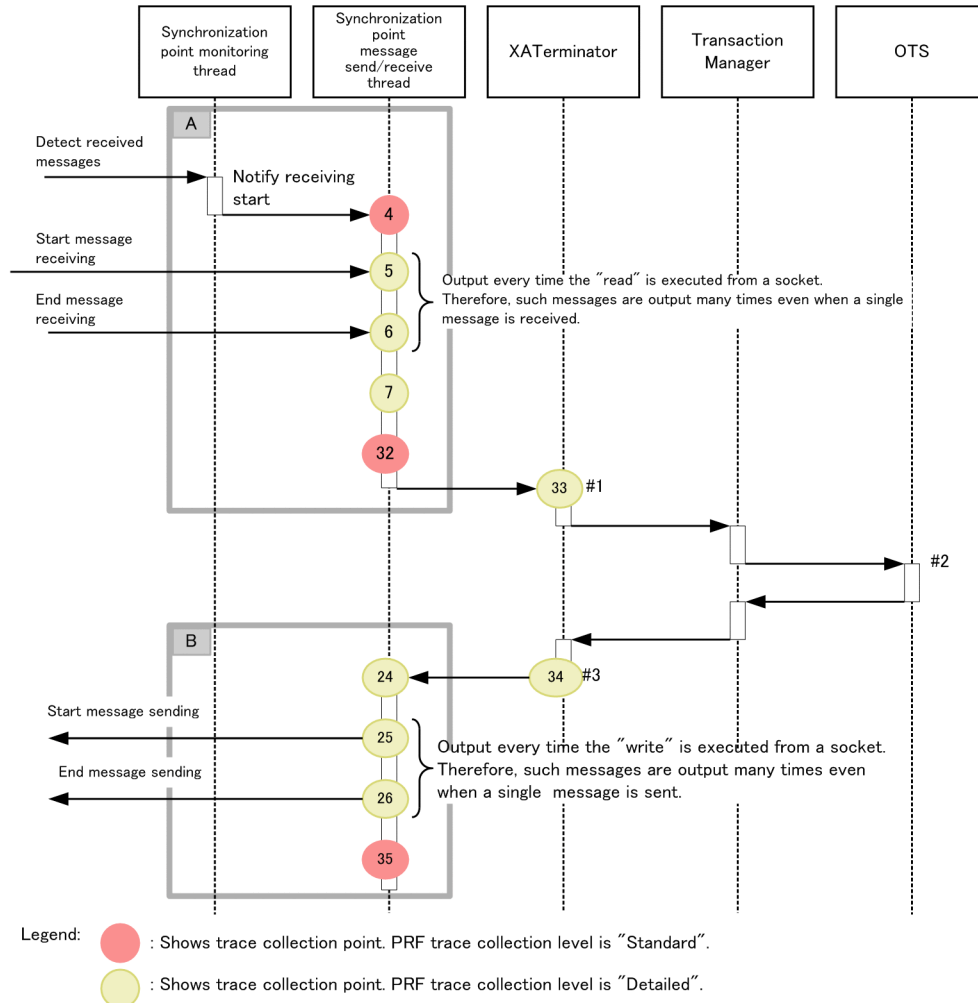 Synchronization
point monitoring
thread
Synchronization
point
message
send/receive
thread
XATerminator
Transaction
Manager
OTS
A
Detect received
messages
Notify receiving
start
4
Start message
receiving
5
Output every time the "read" is executed from a socket.
Therefore, such messages are output many times even when a single
message is received.
End message
receiving
6
7
32
33 #1
#2
B
24
34 #3
Start message sending
25
Output every time the "write" is executed from a socket.
Therefore, such messages are output many times even
when a single message is sent.
End message sending
26
35
Legend:
: Shows trace collection point. PRF trace collection level is "Standard".
: Shows trace collection point. PRF trace collection level is "Detailed".